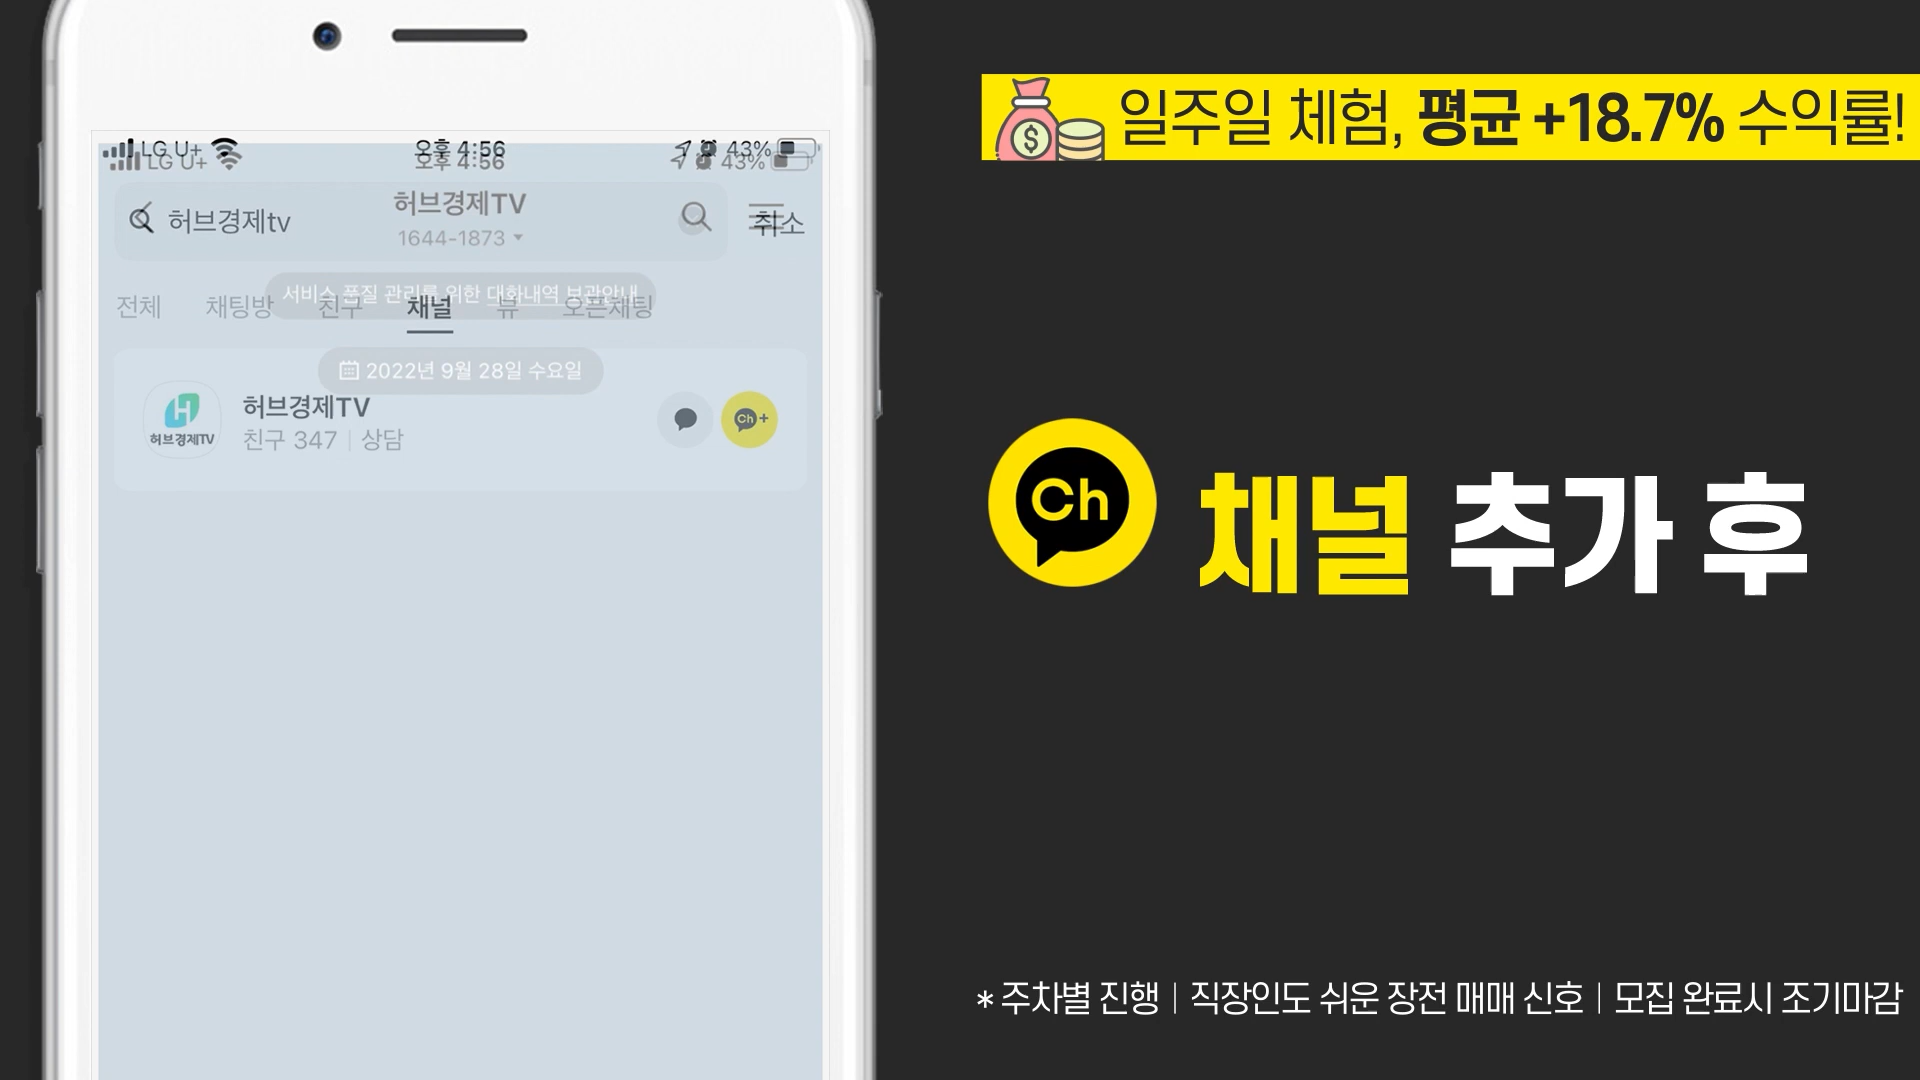 LG U+ 오후 4:56 43%
LG U+ 오후 4:56 43%
허브경제tv
취소
허브경제TV
1644-1873
서비스 품질 관리를 위한 대화내역 보관안내
전체 채팅방 친구 채널 뷰 오픈채팅
2022년 9월 28일 수요일
허브경제TV
허브경제TV
친구 347 | 상담
Ch+
일주일 체험, 평균 +18.7% 수익률!
Ch
채널 추가 후
* 주차별 진행 | 직장인도 쉬운 장전 매매 신호 | 모집 완료시 조기마감